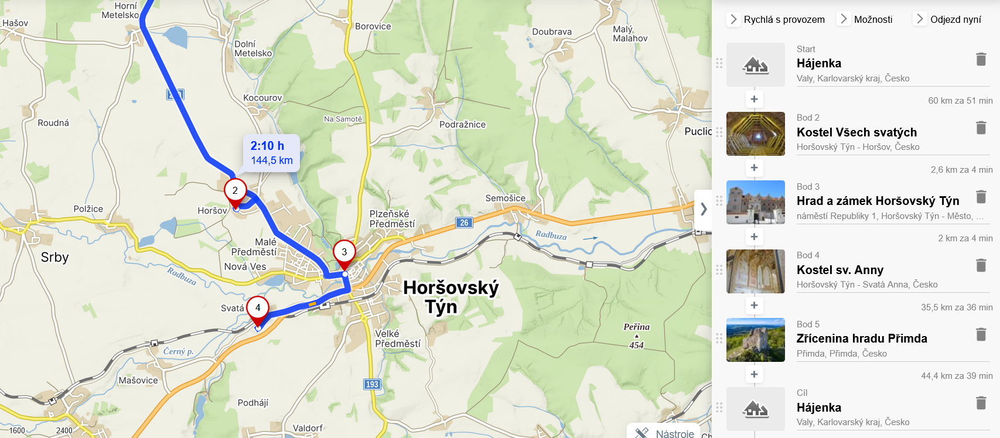 Horní
Metelsko
Hašov
Borovice
Doubrava
Malý
Malahov
Dolní
Metelsko
Kocourov
Roudná
Na Samotě
Podražnice
Puclic
2:10 h
144,5 km
2
Horšov
Polžice
Semošice
Plzeňské
Předměstí
26
Radbuza
Malé
Předměstí
3
Srby
Nová Ves
Radbuza
Horšovský
Týn
Svatá
4
Peřina
454
Velké
Předměstí
Černý p.
Mašovice
193
Podhájí
Valdorf
1600
2400
Nástroje
Ch
Rychlá s provozem
Možnosti
Odjezd nyní
Start
Hájenka
Valy, Karlovarský kraj, Česko
60 km za 51 min
Bod 2
Kostel Všech svatých
Horšovský Týn - Horšov, Česko
2,6 km za 4 min
Bod 3
Hrad a zámek Horšovský Týn
náměstí Republiky 1, Horšovský Týn - Město, ...
2 km za 4 min
Bod 4
Kostel sv. Anny
Horšovský Týn - Svatá Anna, Česko
35,5 km za 36 min
Bod 5
Zřícenina hradu Přimda
Přimda, Přimda, Česko
44,4 km za 39 min
Cíl
Hájenka
Valy, Karlovarský kraj, Česko